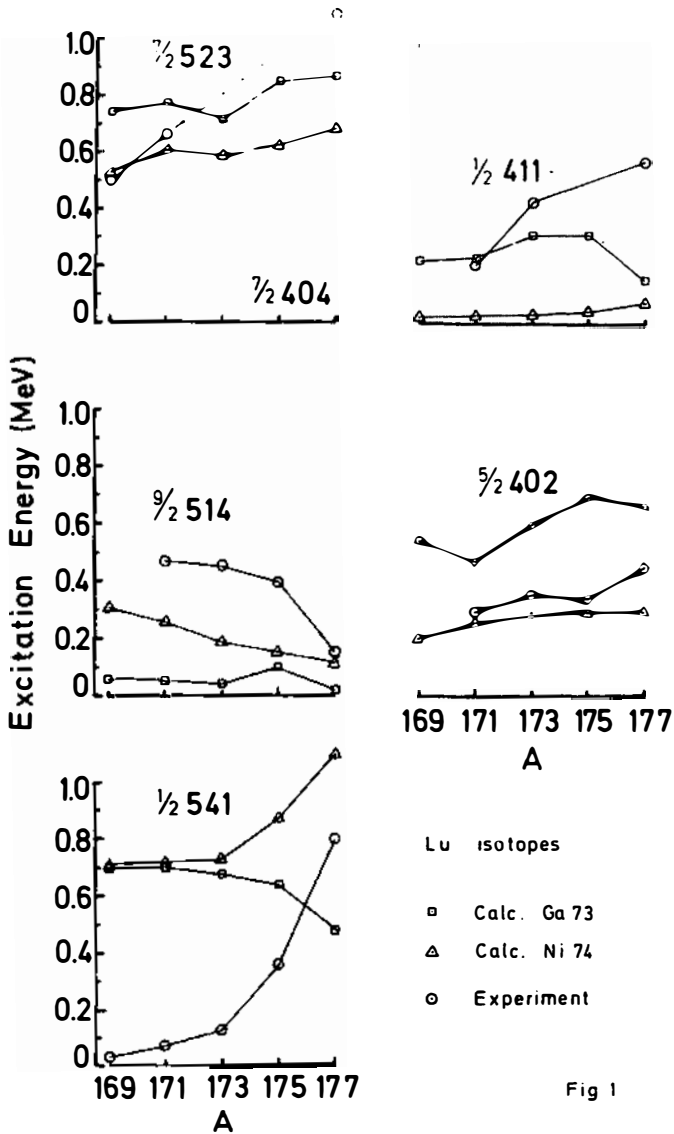 Excitation Energy (MeV)
1.0
0.8
0.6
0.4
0.2
0
7/2 523
7/2 404
1/2 411
1.0
0.8
0.6
0.4
0.2
0
9/2 514
5/2 402
169 171 173 175 177
A
1.0
0.8
0.6
0.4
0.2
0
1/2 541
169 171 173 175 177
A
Lu isotopes
Calc. Ga 73
Calc. Ni 74
Experiment
Fig 1